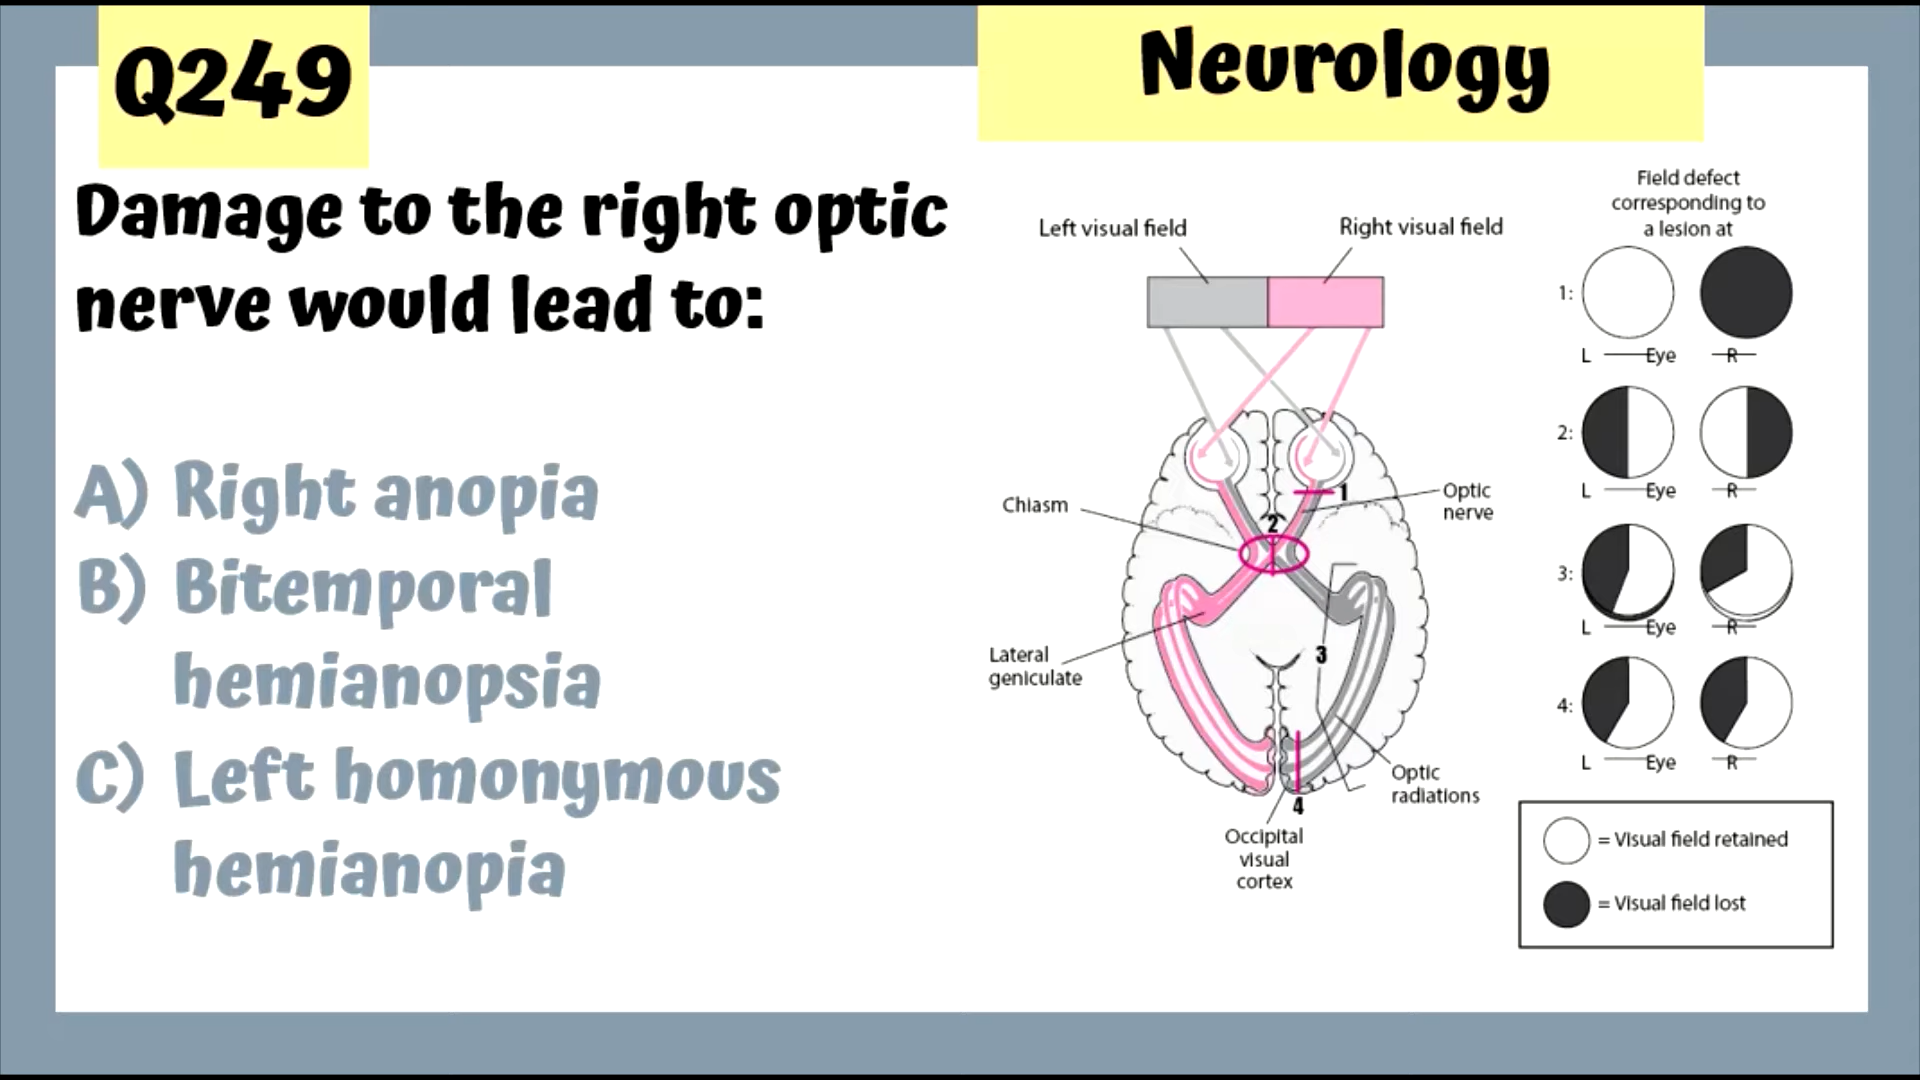 Q249
Neurology
Damage to the right optic
nerve would lead to:
A) Right anopia
B) Bitemporal
hemianopsia
C) Left homonymous
hemianopia
Left visual field
Right visual field
Chiasm
1
2
Optic
nerve
Lateral
geniculate
3
Optic
radiations
4
Occipital
visual
cortex
Field defect
corresponding to
a lesion at
1:
L Eye R
2:
L Eye R
3:
L Eye R
4:
L Eye R
= Visual field retained
= Visual field lost